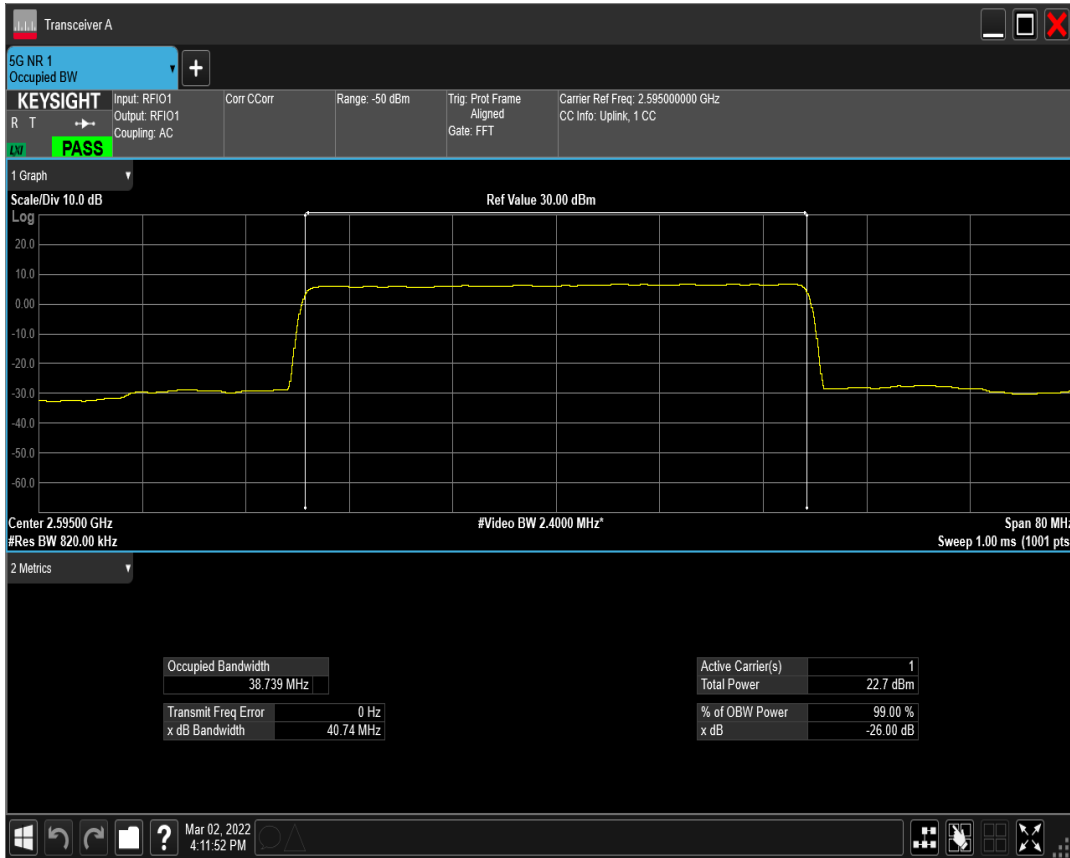 Transceiver A
5G NR 1
Occupied BW
KEYSIGHT
R T
LXI
PASS
Input: RFIO1
Output: RFIO1
Coupling: AC
Corr CCorr
Range: -50 dBm
Trig: Prot Frame
Aligned
Gate: FFT
Carrier Ref Freq: 2.595000000 GHz
CC Info: Uplink, 1 CC
1 Graph
Scale/Div 10.0 dB
Ref Value 30.00 dBm
Log
20.0
10.0
0.00
-10.0
-20.0
-30.0
-40.0
-50.0
-60.0
Center 2.59500 GHz
#Video BW 2.4000 MHz*
Span 80 MHz
#Res BW 820.00 kHz
Sweep 1.00 ms (1001 pts
2 Metrics
Occupied Bandwidth
38.739 MHz
Transmit Freq Error 0 Hz
x dB Bandwidth 40.74 MHz
Active Carrier(s) 1
Total Power 22.7 dBm
% of OBW Power 99.00 %
x dB -26.00 dB
?
Mar 02, 2022
4:11:52 PM